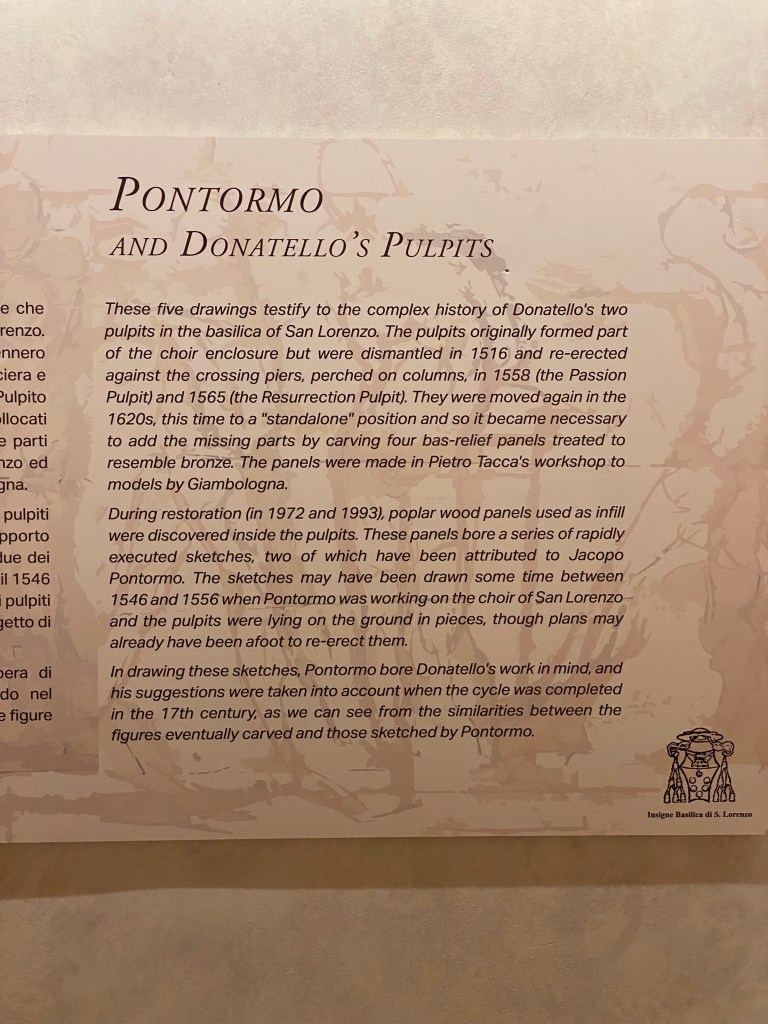 PONTORMO
AND DONATELLO'S PULPITS
e che
renzo.
ennero
ciera e
Pulpito
llocati
e parti
nzo ed
gna.
pulpiti
pporto
due dei
il 1546
i pulpiti
getto di
pera di
do nel
e figure
These five drawings testify to the complex history of Donatello's two
pulpits in the basilica of San Lorenzo. The pulpits originally formed part
of the choir enclosure but were dismantled in 1516 and re-erected
against the crossing piers, perched on columns, in 1558 (the Passion
Pulpit) and 1565 (the Resurrection Pulpit). They were moved again in the
1620s, this time to a "standalone" position and so it became necessary
to add the missing parts by carving four bas-relief panels treated to
resemble bronze. The panels were made in Pietro Tacca's workshop to
models by Giambologna.
During restoration (in 1972 and 1993), poplar wood panels used as infill
were discovered inside the pulpits. These panels bore a series of rapidly
executed sketches, two of which have been attributed to Jacopo
Pontormo. The sketches may have been drawn some time between
1546 and 1556 when Pontormo was working on the choir of San Lorenzo
and the pulpits were lying on the ground in pieces, though plans may
already have been afoot to re-erect them.
In drawing these sketches, Pontormo bore Donatello's work in mind, and
his suggestions were taken into account when the cycle was completed
in the 17th century, as we can see from the similarities between the
figures eventually carved and those sketched by Pontormo.
Insigne Basilica di S. Lorenzo